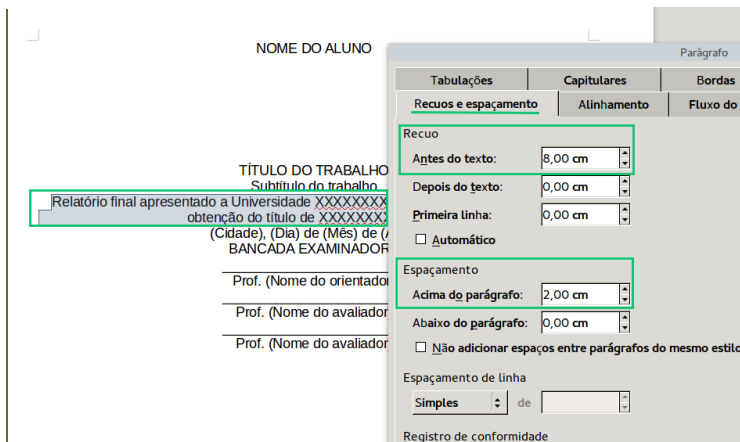 NOME DO ALUNO
TÍTULO DO TRABALHO
Subtítulo do trabalho
Relatório final apresentado a Universidade XXXXXXXX
obtenção do título de XXXXXXXX
(Cidade), (Dia) de (Mês) de (A
BANCADA EXAMINADOR
Prof. (Nome do orientador
Prof. (Nome do avaliador
Prof. (Nome do avaliador
Parágrafo
Tabulações Capitulares Bordas
Recuos e espaçamento Alinhamento Fluxo do
Recuo
Antes do texto: 8,00 cm
Depois do texto: 0,00 cm
Primeira linha: 0,00 cm
Automático
Espaçamento
Acima do parágrafo: 2,00 cm
Abaixo do parágrafo: 0,00 cm
Não adicionar espaços entre parágrafos do mesmo estilo
Espaçamento de linha
Simples de
Registro de conformidade